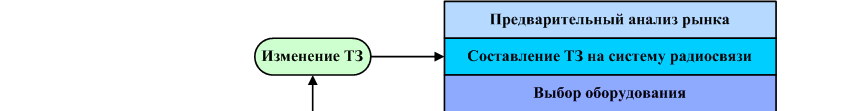 Предварительный анализ рынка
Изменение ТЗ
Составление ТЗ на систему радиосвязи
Выбор оборудования